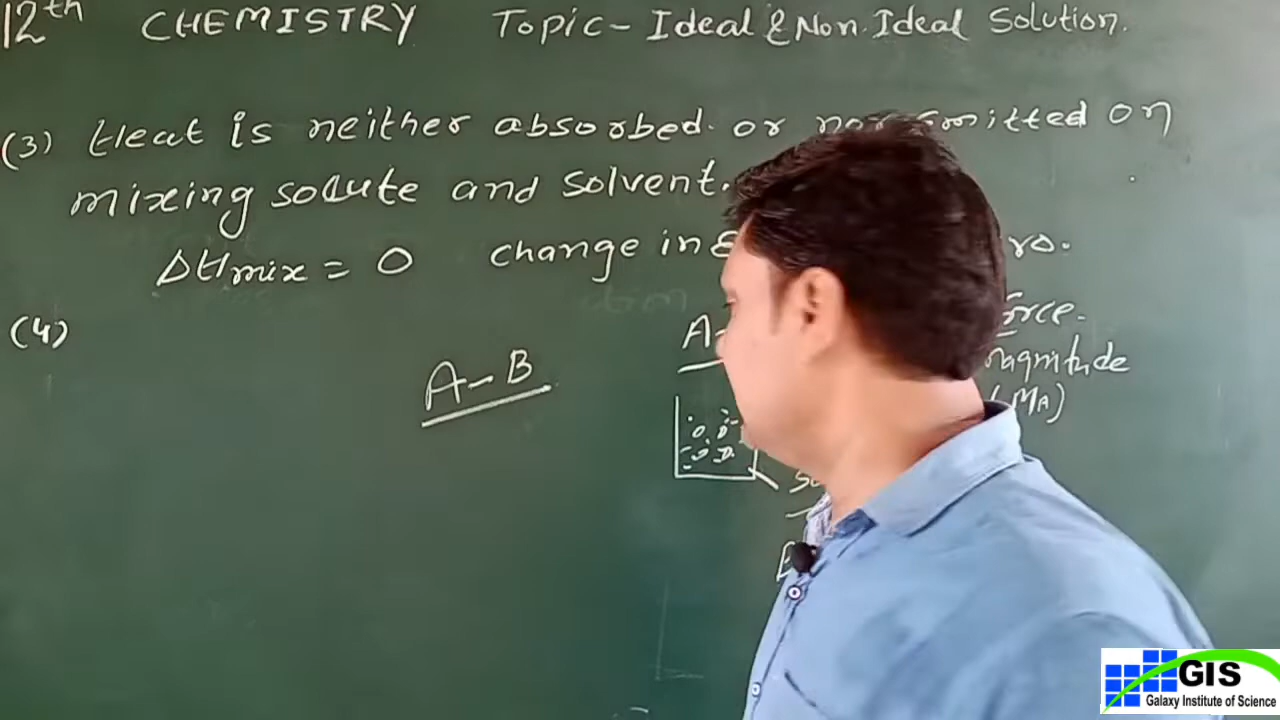 12th CHEMISTRY Topic - Ideal & Non. Ideal Solution.
(3) Heat is neither absorbed. or nor emitted on
mixing solute and solvent.
ΔHmix = 0 change in
(4)
A-B
magnitude
(MA)
GIS
Galaxy Institute of Science